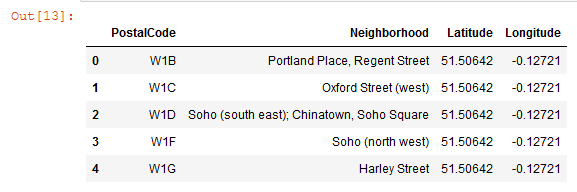 Out[13]:
PostalCode Neighborhood Latitude Longitude
0 W1B Portland Place, Regent Street 51.50642 -0.12721
1 W1C Oxford Street (west) 51.50642 -0.12721
2 W1D Soho (south east); Chinatown, Soho Square 51.50642 -0.12721
3 W1F Soho (north west) 51.50642 -0.12721
4 W1G Harley Street 51.50642 -0.12721